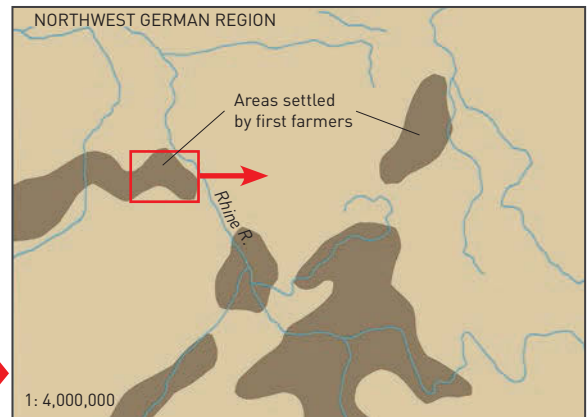 NORTHWEST GERMAN REGION
Areas settled
by first farmers
Rhine R.
1: 4,000,000